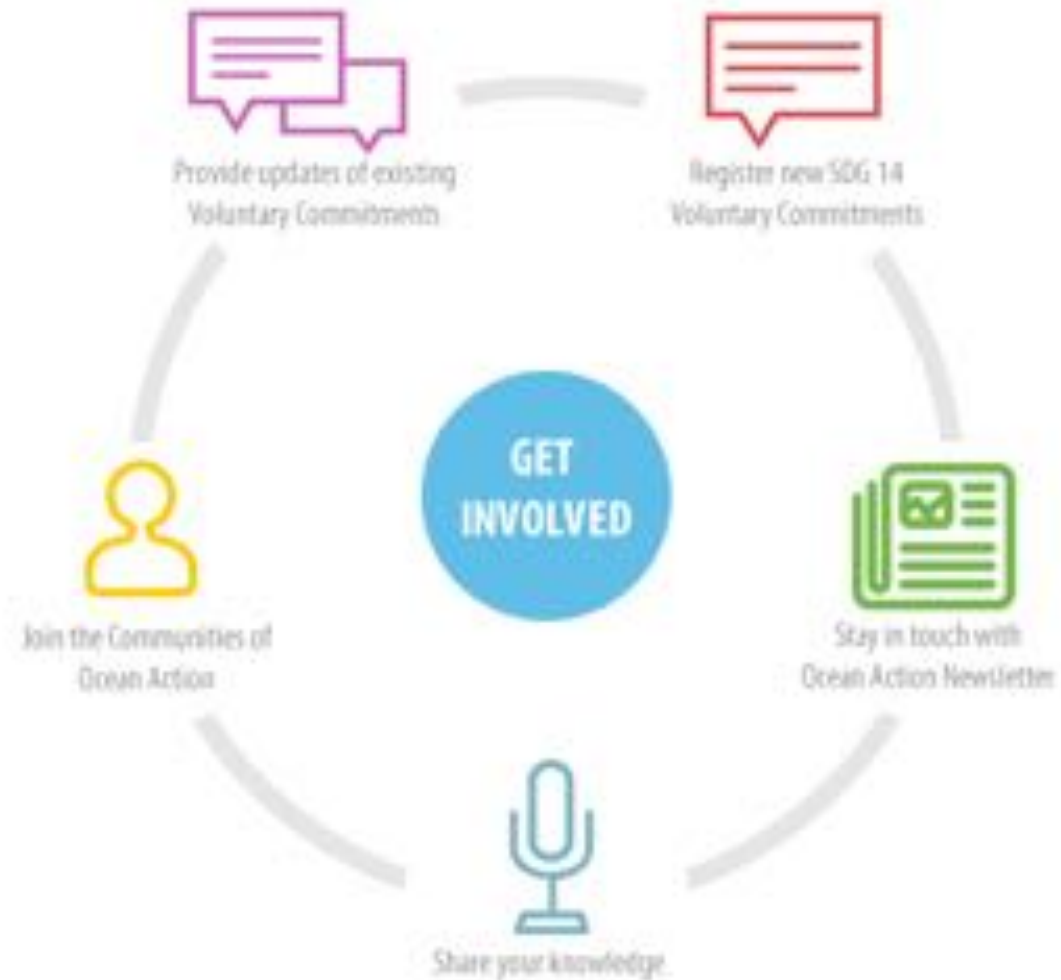 Provide updates of existing
Voluntary Commitments
Register new SDG 14
Voluntary Commitments
GET
INVOLVED
Join the Communities of
Ocean Action
Stay in touch with
Ocean Action Newsletter
Share your knowledge